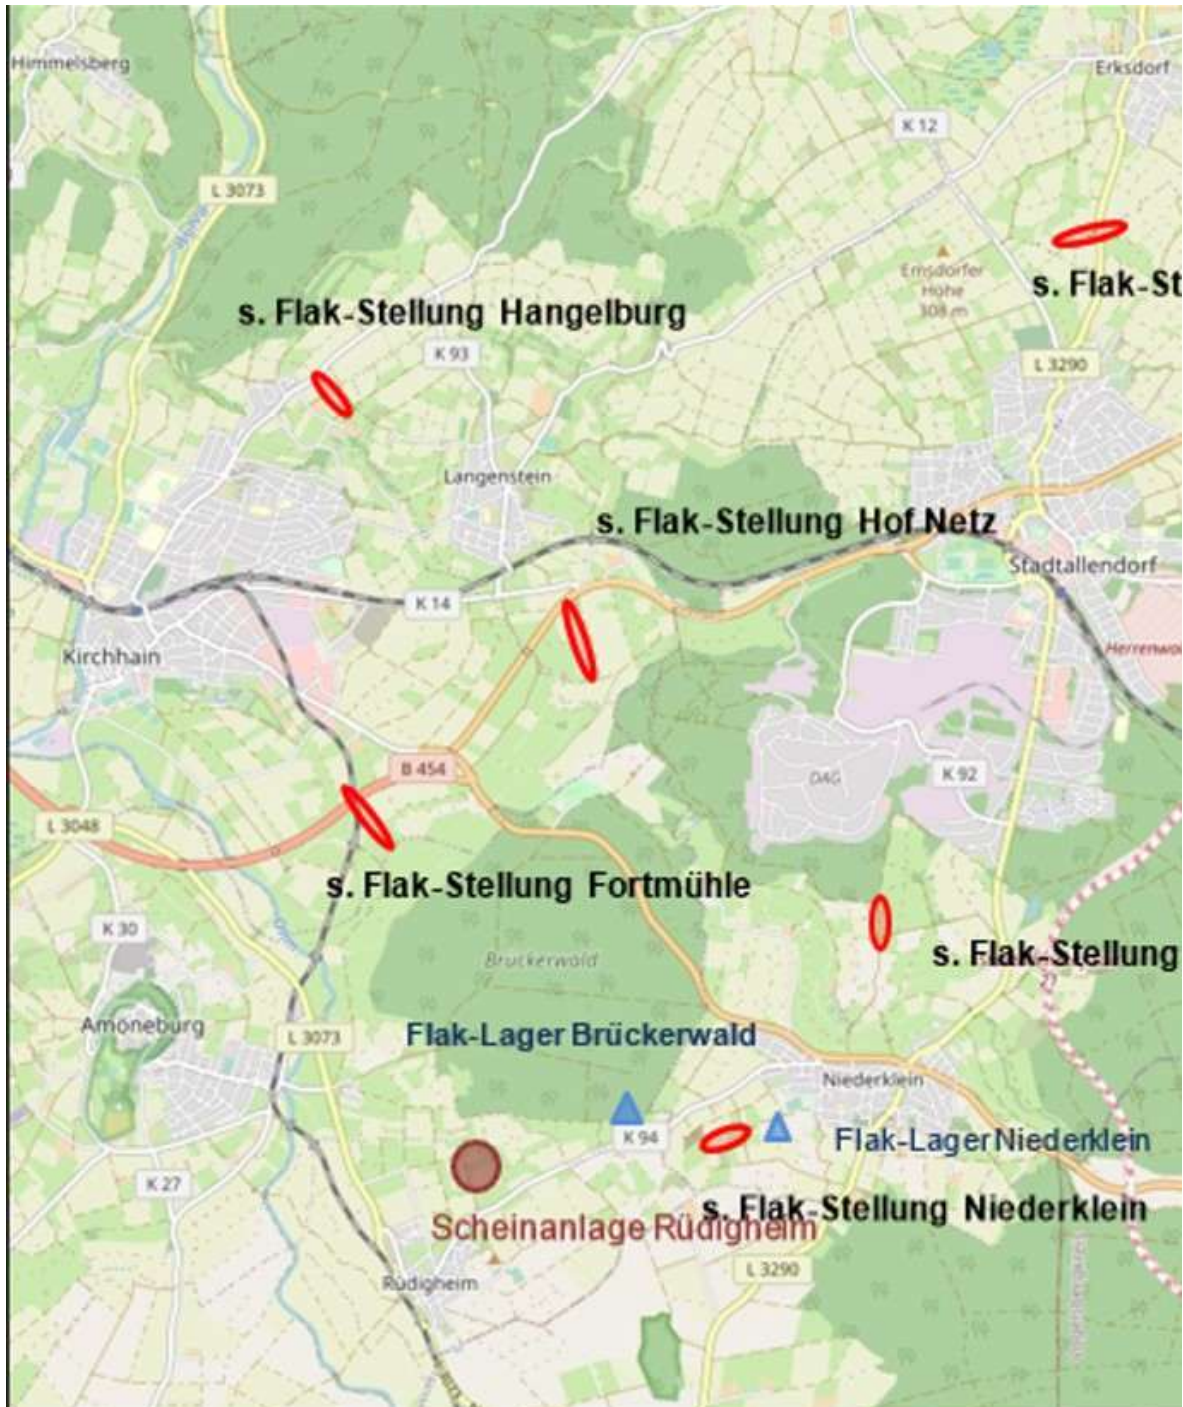 Himmelsberg
Erksdorf
K 12
L 3073
Emsdorfer
Höhe
308 m
s. Flak-St
s. Flak-Stellung Hangelburg
K 93
L 3290
Langenstein
s. Flak-Stellung Hof Netz
Stadtallendorf
K 14
Kirchhain
Herrenwal
B 454
DAG
K 92
L 3048
s. Flak-Stellung Fortmühle
K 30
Brückerwald
s. Flak-Stellung
Amöneburg
L 3073
Flak-Lager Brückerwald
Niederklein
K 94
Flak-Lager Niederklein
K 27
s. Flak-Stellung Niederklein
Scheinanlage Rüdigheim
L 3290
Rüdigheim